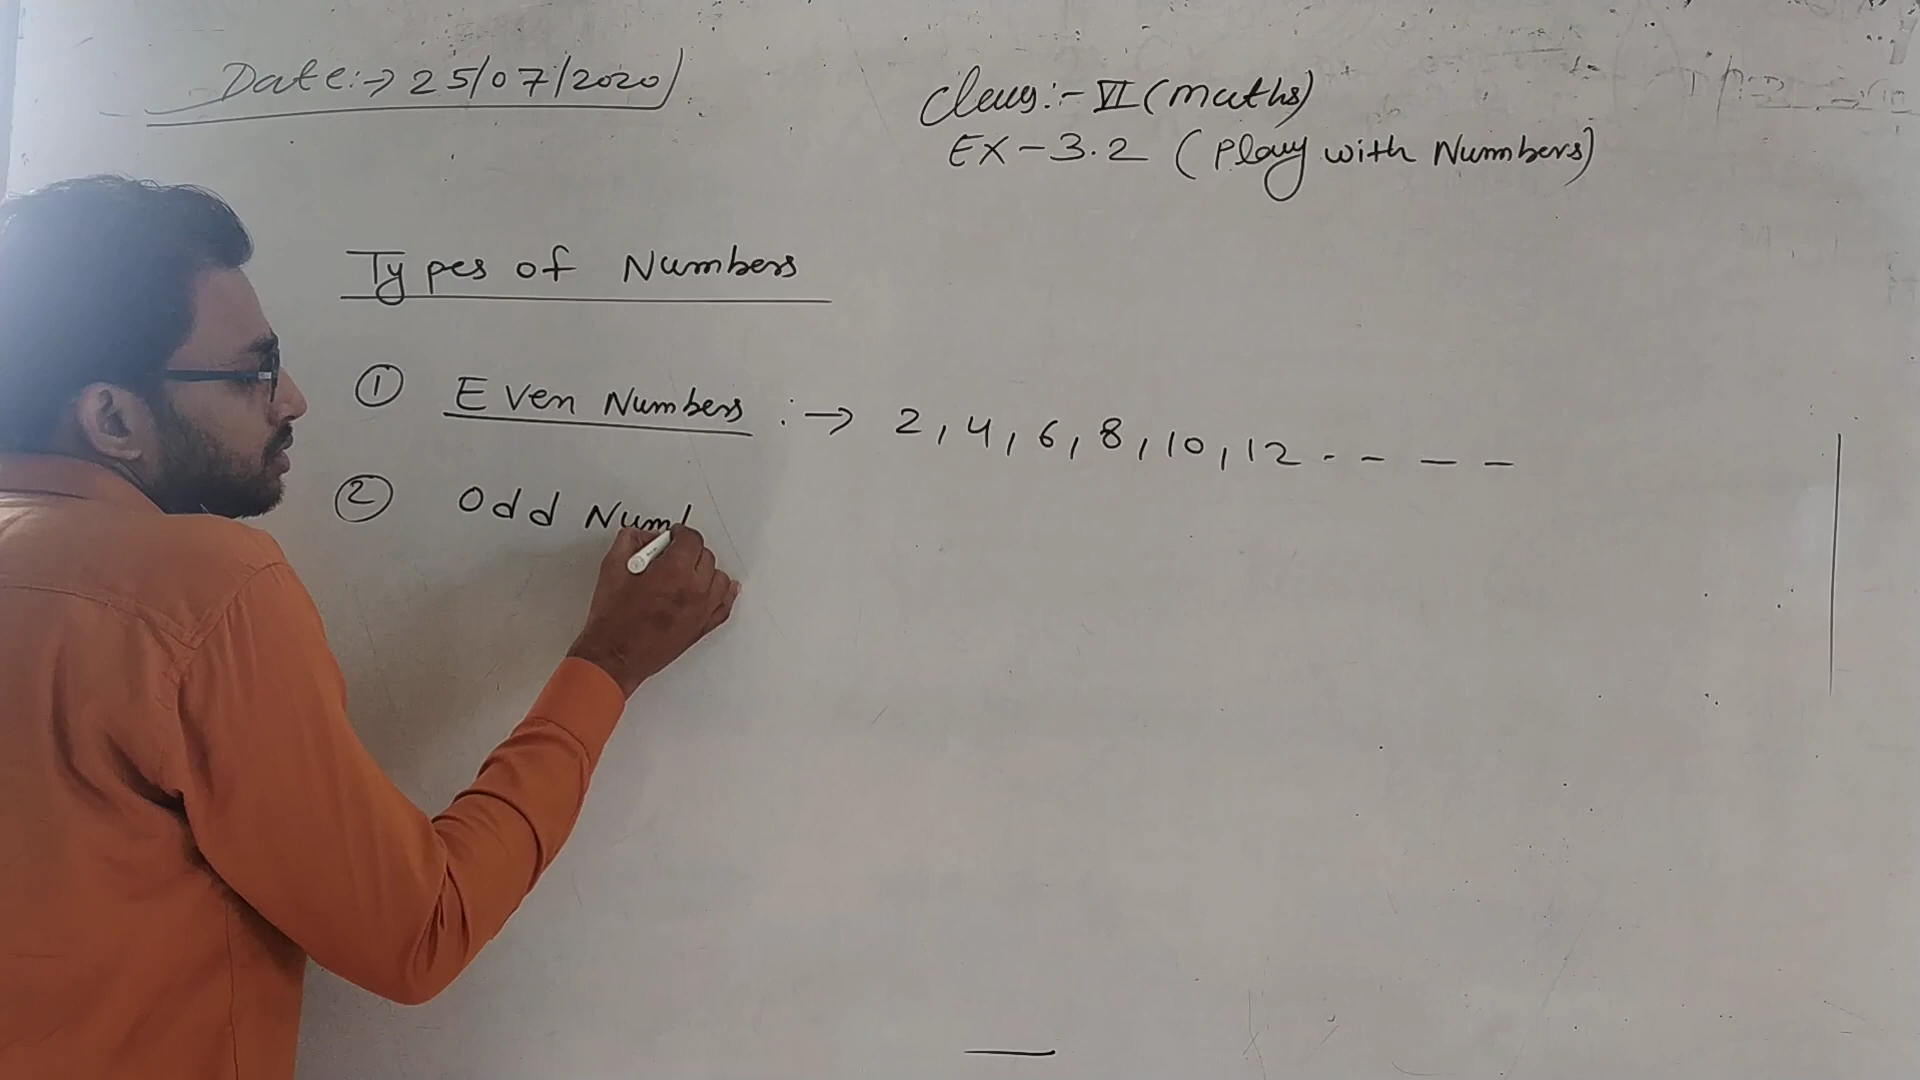 Date:→ 25/07/2020
Class:- VI (Maths)
Ex-3.2 (Play with Numbers)
Types of Numbers
① Even Numbers :→ 2, 4, 6, 8, 10, 12 - - - -
② Odd Numb